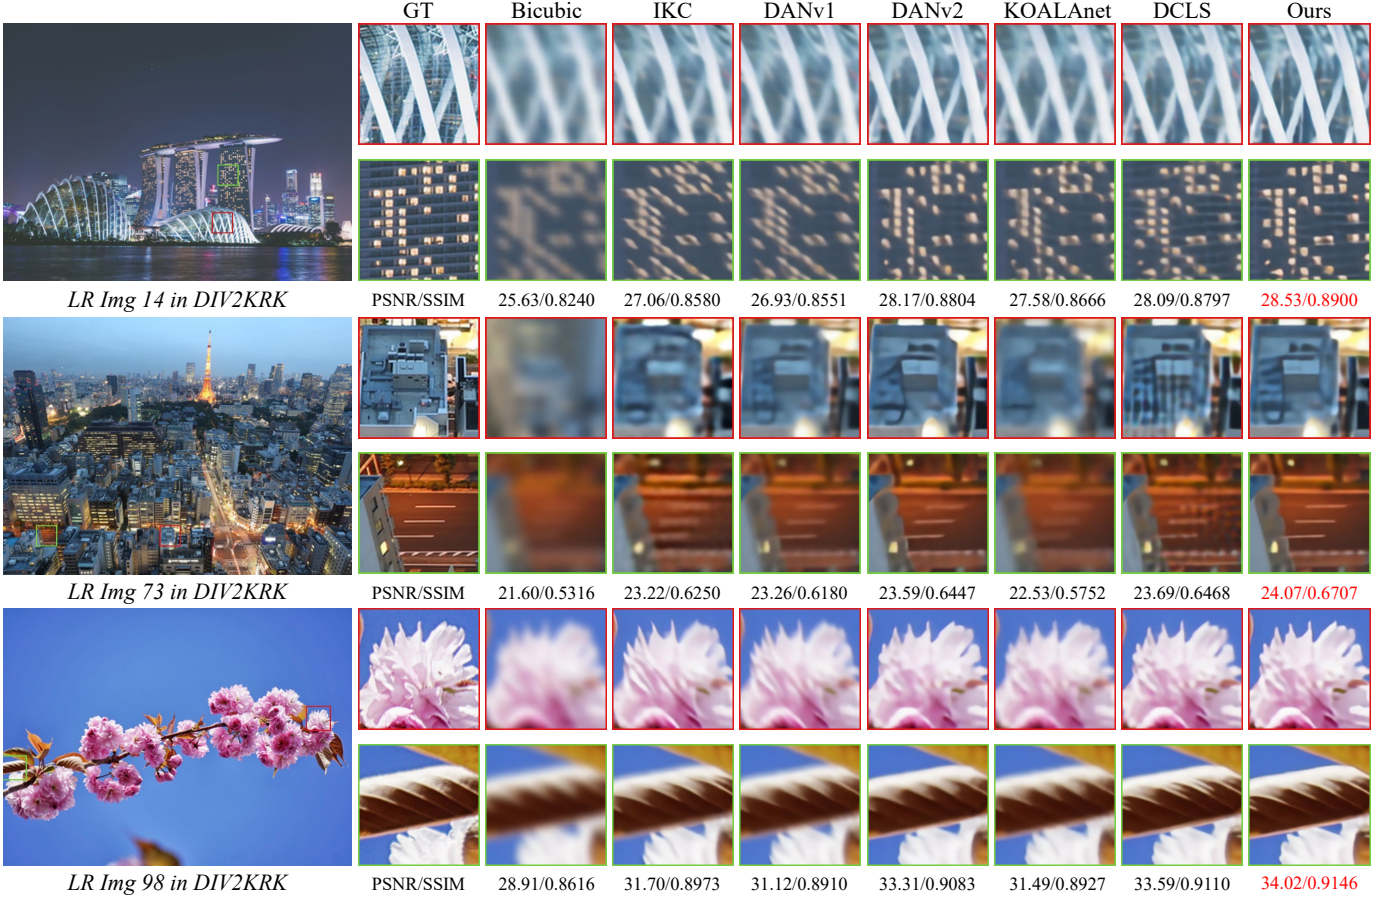 GT Bicubic IKC DANv1 DANv2 KOALAnet DCLS Ours
LR Img 14 in DIV2KRK PSNR/SSIM 25.63/0.8240 27.06/0.8580 26.93/0.8551 28.17/0.8804 27.58/0.8666 28.09/0.8797 28.53/0.8900
LR Img 73 in DIV2KRK PSNR/SSIM 21.60/0.5316 23.22/0.6250 23.26/0.6180 23.59/0.6447 22.53/0.5752 23.69/0.6468 24.07/0.6707
LR Img 98 in DIV2KRK PSNR/SSIM 28.91/0.8616 31.70/0.8973 31.12/0.8910 33.31/0.9083 31.49/0.8927 33.59/0.9110 34.02/0.9146